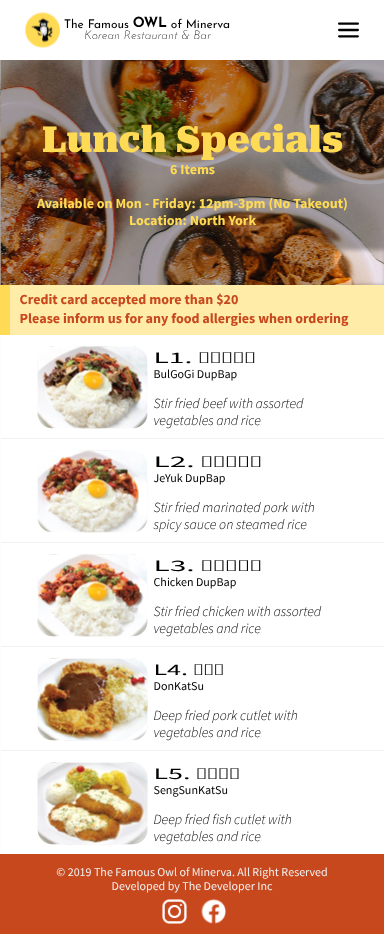 The Famous OWL of Minerva
Korean Restaurant & Bar
Lunch Specials
6 Items
Available on Mon - Friday: 12pm-3pm (No Takeout)
Location: North York
Credit card accepted more than $20
Please inform us for any food allergies when ordering
L1.
BulGoGi DupBap
Stir fried beef with assorted
vegetables and rice
L2.
JeYuk DupBap
Stir fried marinated pork with
spicy sauce on steamed rice
L3.
Chicken DupBap
Stir fried chicken with assorted
vegetables and rice
L4.
DonKatSu
Deep fried pork cutlet with
vegetables and rice
L5.
SengSunKatSu
Deep fried fish cutlet with
vegetables and rice
© 2019 The Famous Owl of Minerva. All Right Reserved
Developed by The Developer Inc